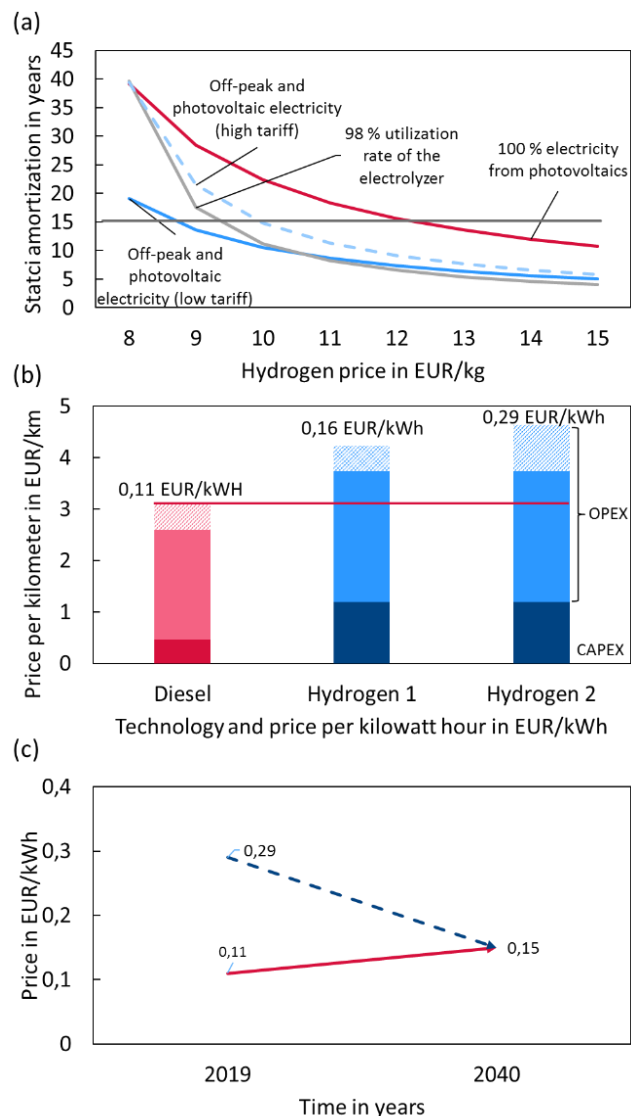 (a)
Statci amortization in years
45
40
35
30
25
20
15
10
5
0
Off-peak and
photovoltaic electricity
(high tariff)
98 % utilization
rate of the
electrolyzer
100 % electricity
from photovoltaics
Off-peak and
photovoltaic
electricity (low tariff)
8 9 10 11 12 13 14 15
Hydrogen price in EUR/kg
(b)
Price per kilometer in EUR/km
5
4
3
2
1
0
0,11 EUR/kWH
0,16 EUR/kWh
0,29 EUR/kWh
OPEX
CAPEX
Diesel Hydrogen 1 Hydrogen 2
Technology and price per kilowatt hour in EUR/kWh
(c)
Price in EUR/kWh
0,4
0,3
0,2
0,1
0
0,29
0,11
0,15
2019 2040
Time in years